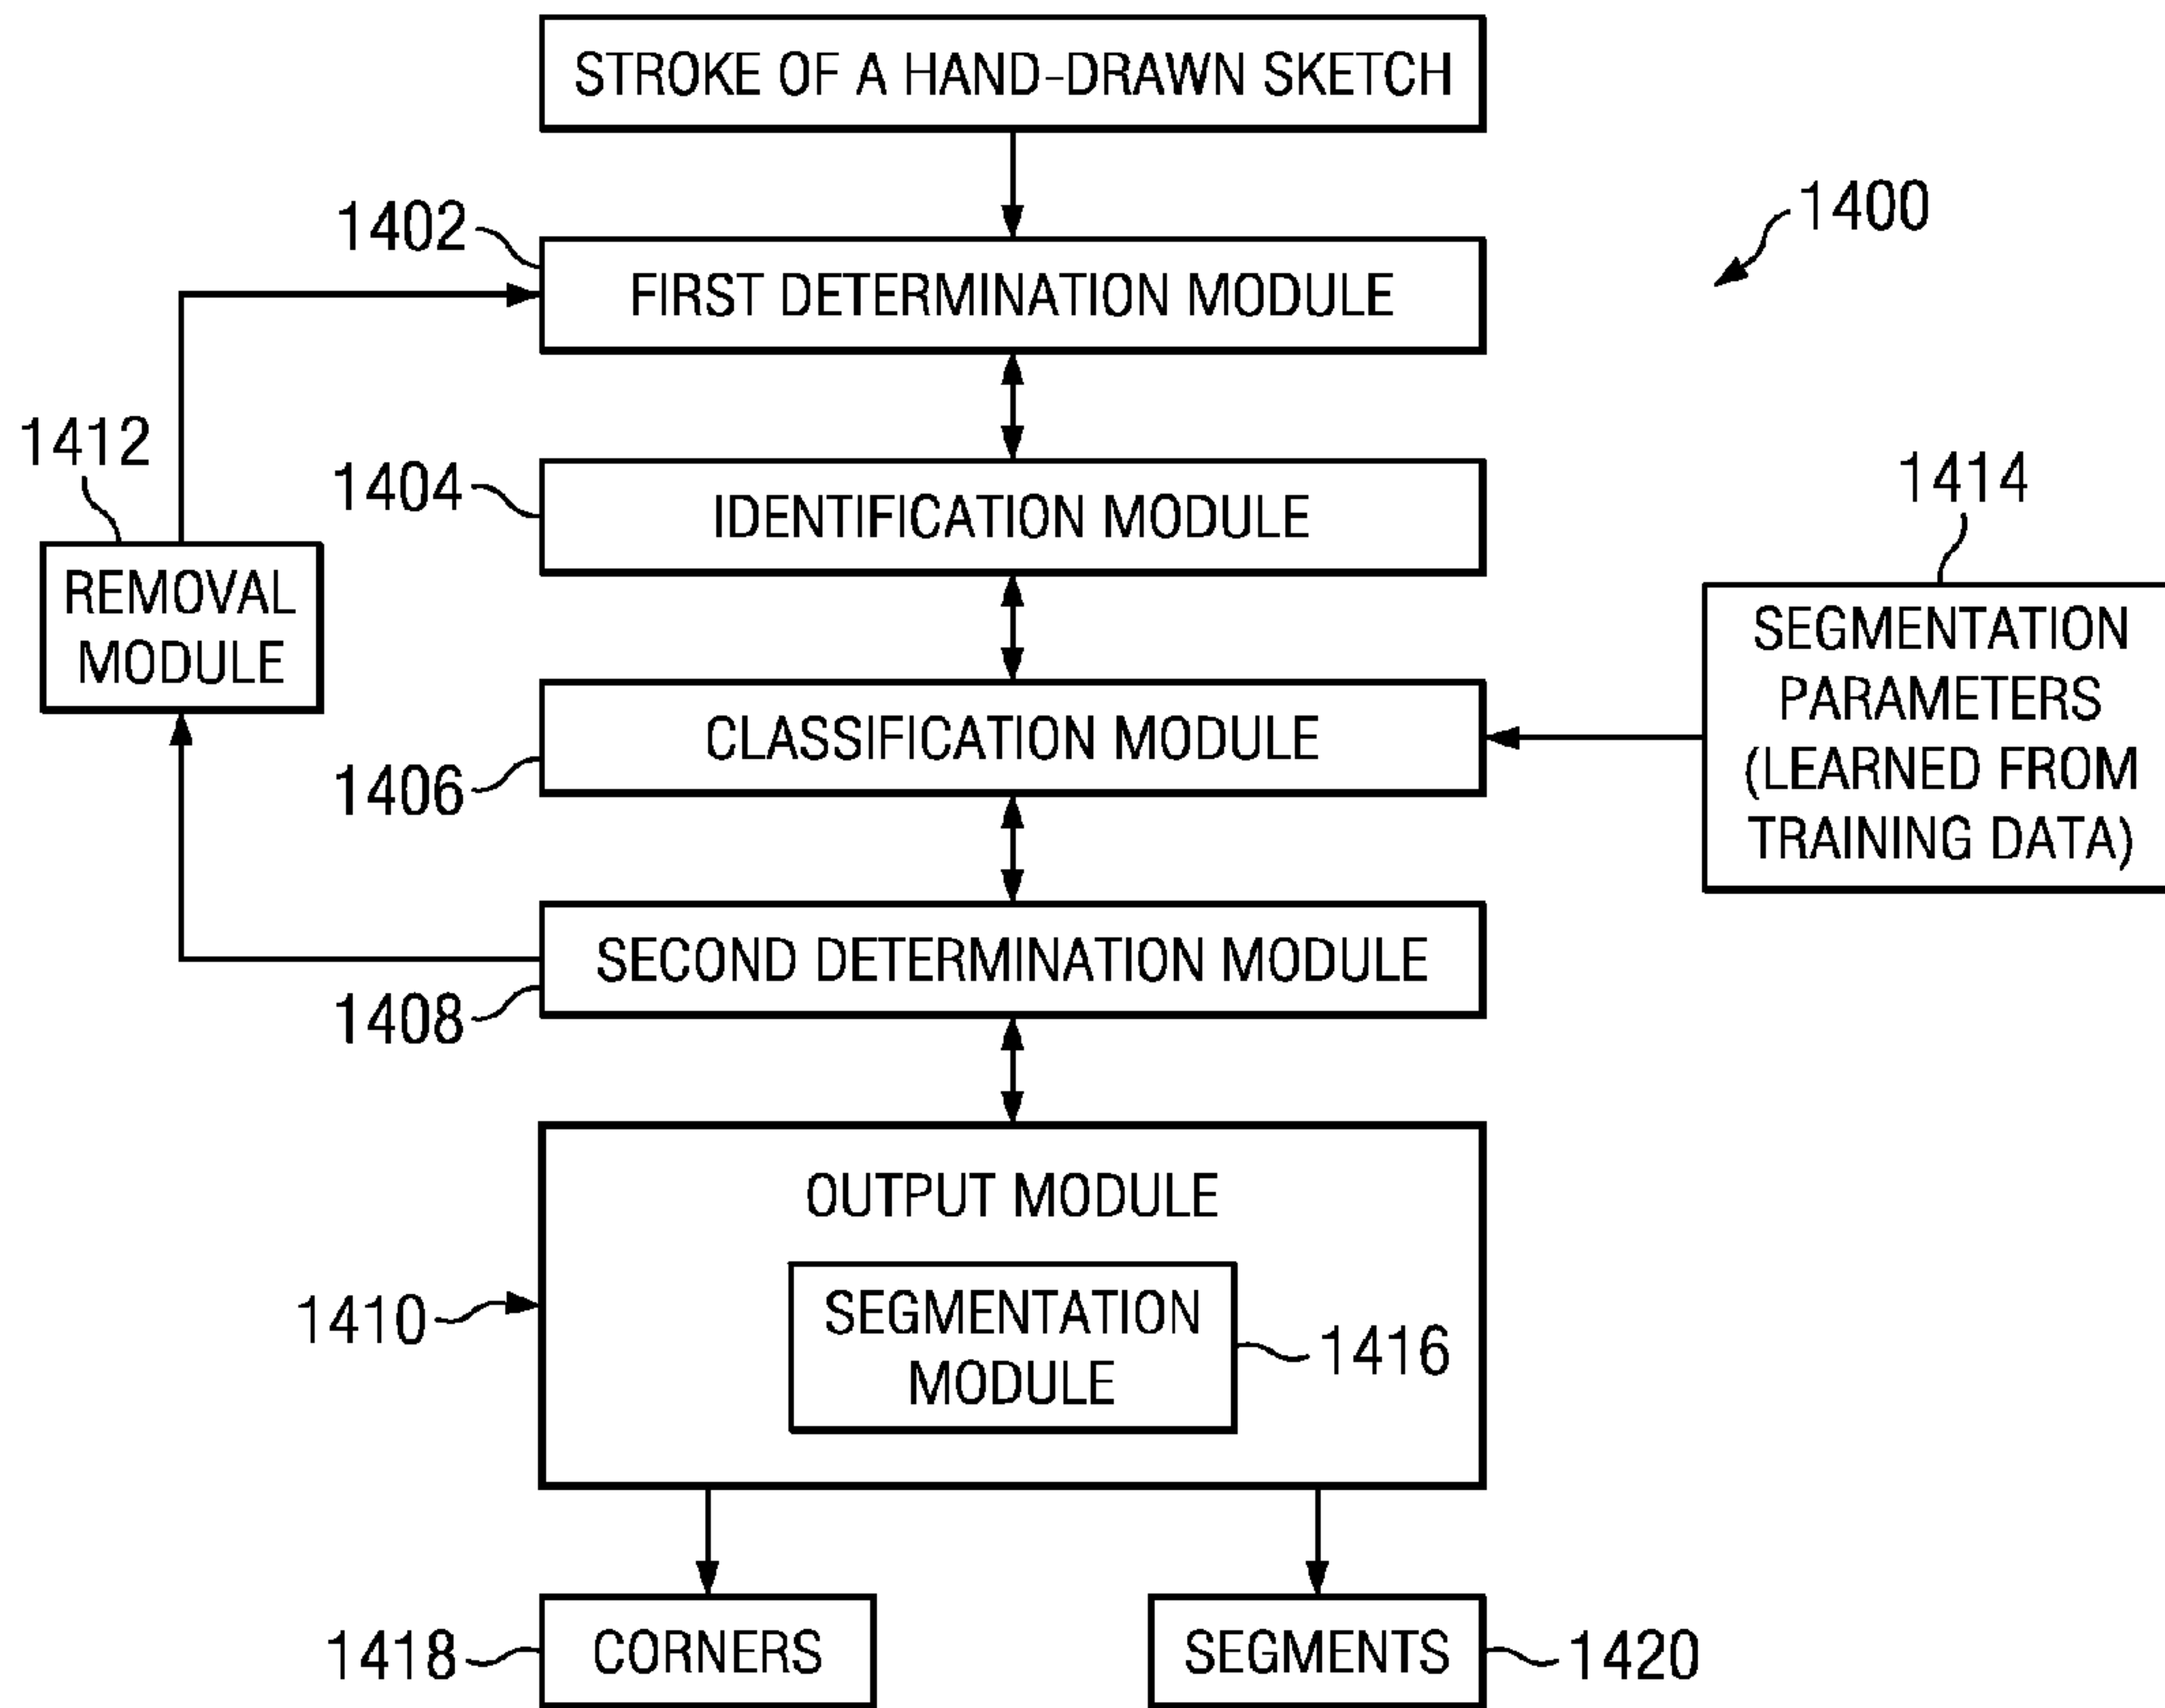 STROKE OF A HAND-DRAWN SKETCH
1402
FIRST DETERMINATION MODULE
1400
1412
REMOVAL
MODULE
1404
IDENTIFICATION MODULE
1414
SEGMENTATION
PARAMETERS
(LEARNED FROM
TRAINING DATA)
CLASSIFICATION MODULE
1406
SECOND DETERMINATION MODULE
1408
OUTPUT MODULE
1410
SEGMENTATION
MODULE
1416
1418
CORNERS
SEGMENTS
1420